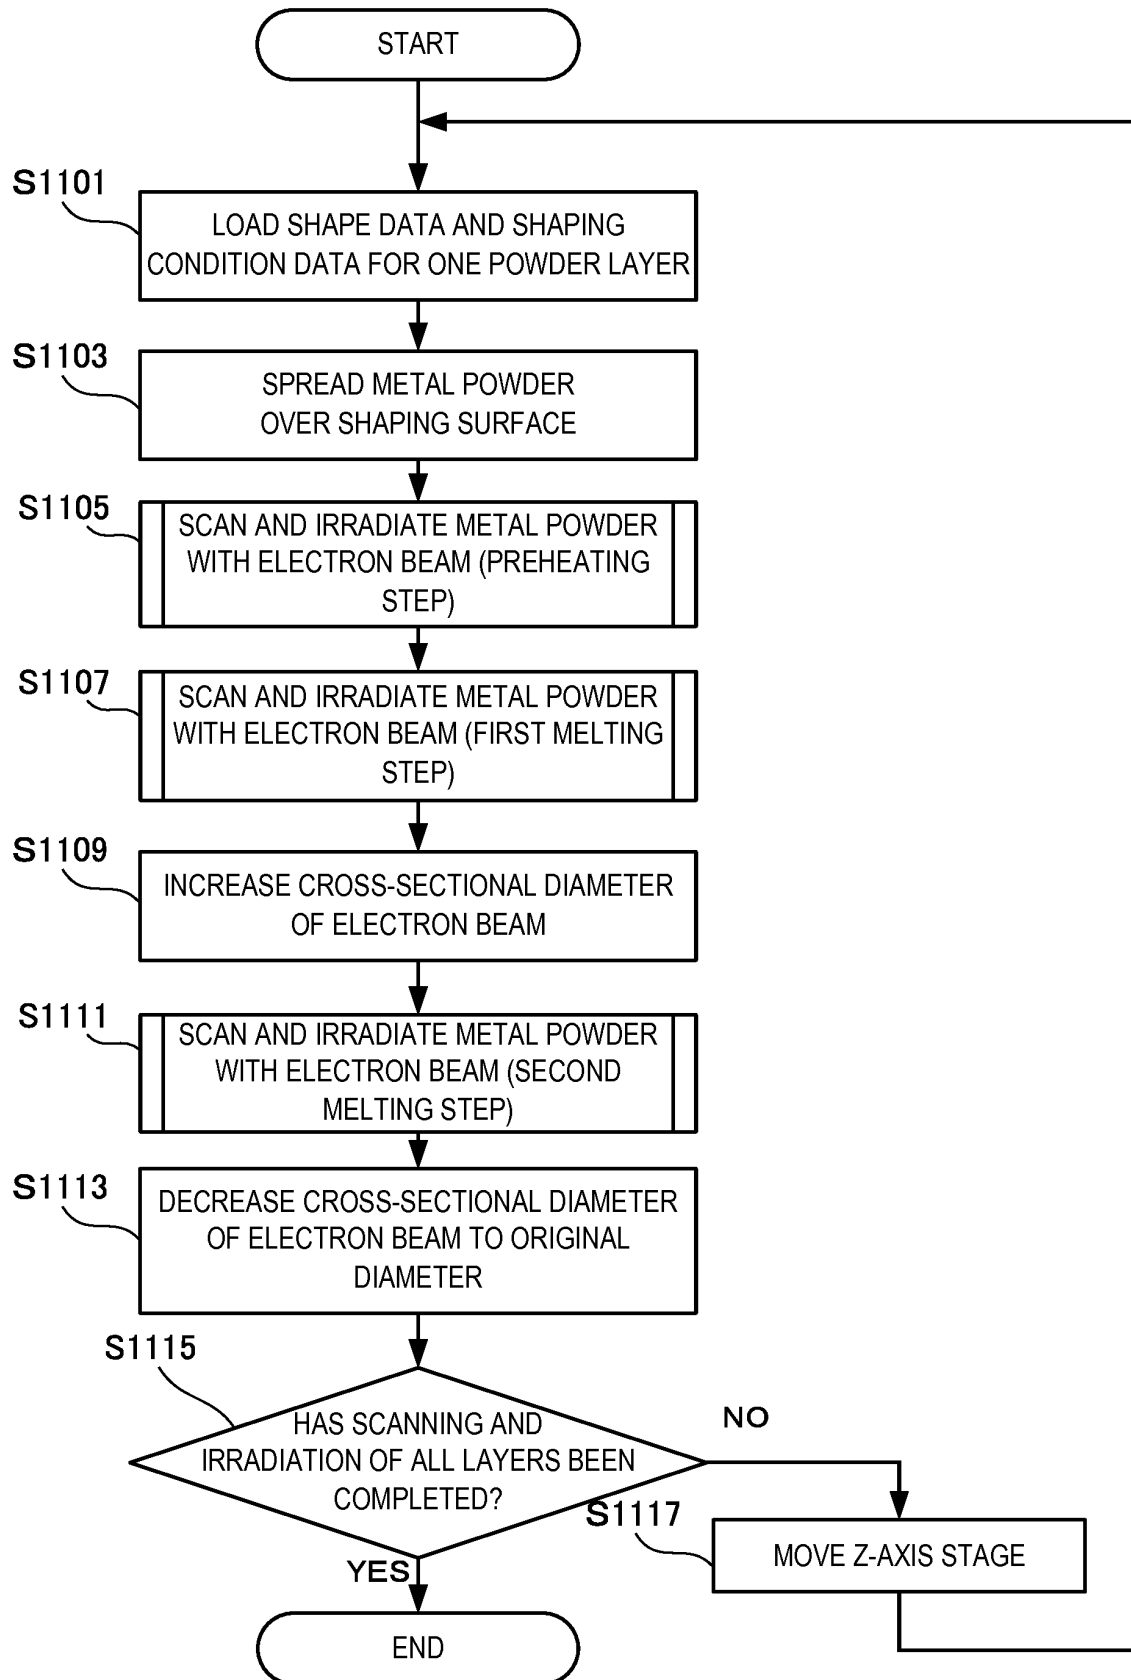 START
S1101
LOAD SHAPE DATA AND SHAPING
CONDITION DATA FOR ONE POWDER LAYER
S1103
SPREAD METAL POWDER
OVER SHAPING SURFACE
S1105
SCAN AND IRRADIATE METAL POWDER
WITH ELECTRON BEAM (PREHEATING
STEP)
S1107
SCAN AND IRRADIATE METAL POWDER
WITH ELECTRON BEAM (FIRST MELTING
STEP)
S1109
INCREASE CROSS-SECTIONAL DIAMETER
OF ELECTRON BEAM
S1111
SCAN AND IRRADIATE METAL POWDER
WITH ELECTRON BEAM (SECOND
MELTING STEP)
S1113
DECREASE CROSS-SECTIONAL DIAMETER
OF ELECTRON BEAM TO ORIGINAL
DIAMETER
S1115
HAS SCANNING AND
IRRADIATION OF ALL LAYERS BEEN
COMPLETED?
NO
S1117
MOVE Z-AXIS STAGE
YES
END